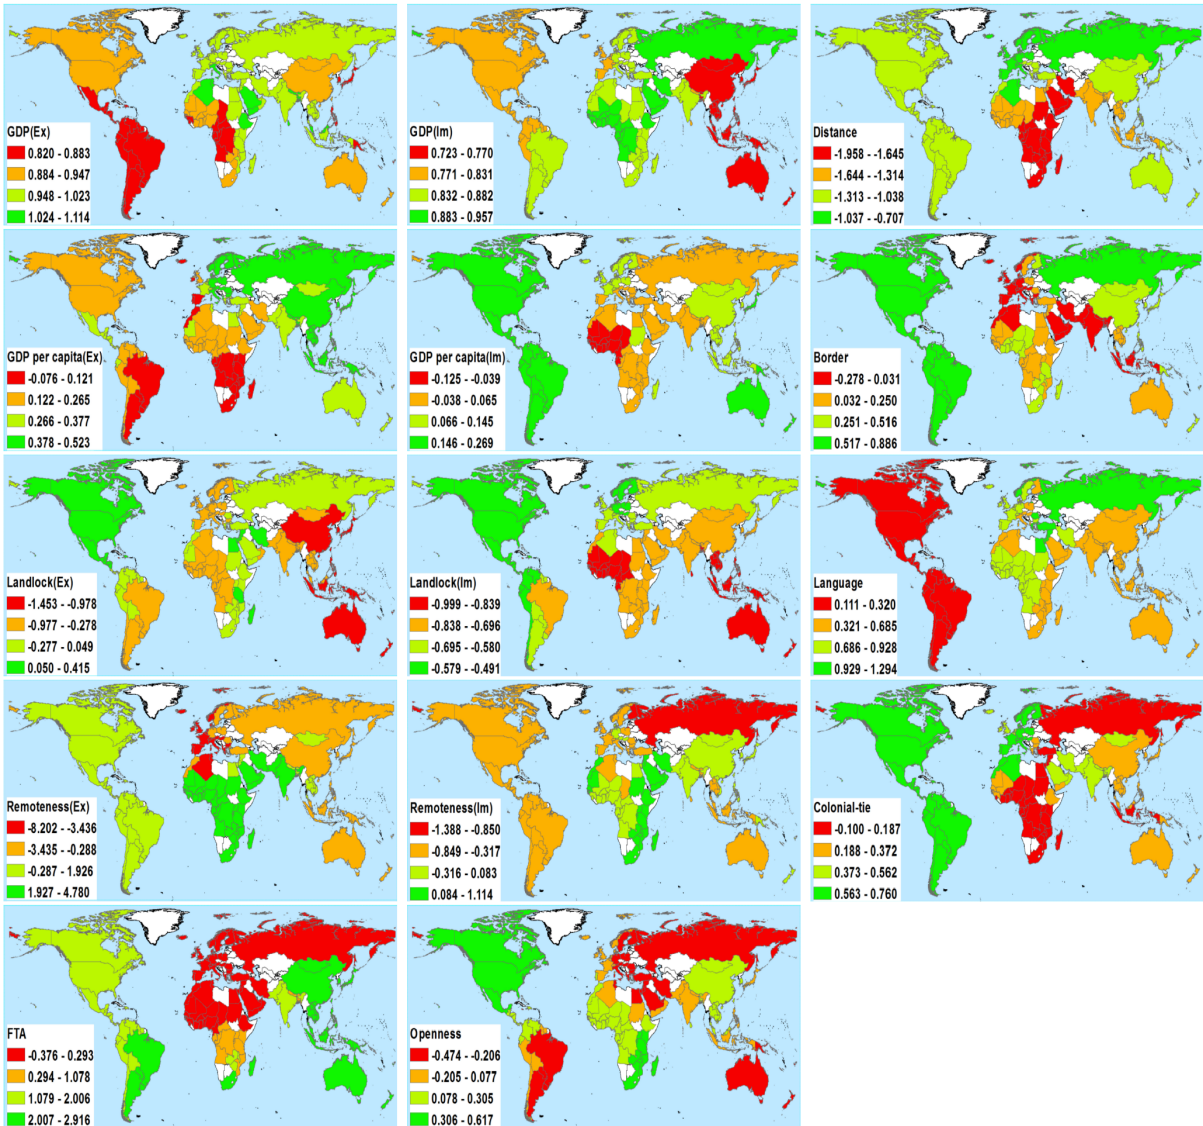 GDP(Ex)
0.820 - 0.883
0.884 - 0.947
0.948 - 1.023
1.024 - 1.114
GDP(Im)
0.723 - 0.770
0.771 - 0.831
0.832 - 0.882
0.883 - 0.957
Distance
-1.958 - -1.645
-1.644 - -1.314
-1.313 - -1.038
-1.037 - -0.707
GDP per capita(Ex)
-0.076 - 0.121
0.122 - 0.265
0.266 - 0.377
0.378 - 0.523
GDP per capita(Im)
-0.125 - -0.039
-0.038 - 0.065
0.066 - 0.145
0.146 - 0.269
Border
-0.278 - 0.031
0.032 - 0.250
0.251 - 0.516
0.517 - 0.886
Landlock(Ex)
-1.453 - -0.978
-0.977 - -0.278
-0.277 - 0.049
0.050 - 0.415
Landlock(Im)
-0.999 - -0.839
-0.838 - -0.696
-0.695 - -0.580
-0.579 - -0.491
Language
0.111 - 0.320
0.321 - 0.685
0.686 - 0.928
0.929 - 1.294
Remoteness(Ex)
-8.202 - -3.436
-3.435 - -0.288
-0.287 - 1.926
1.927 - 4.780
Remoteness(Im)
-1.388 - -0.850
-0.849 - -0.317
-0.316 - 0.083
0.084 - 1.114
Colonial-tie
-0.100 - 0.187
0.188 - 0.372
0.373 - 0.562
0.563 - 0.760
FTA
-0.376 - 0.293
0.294 - 1.078
1.079 - 2.006
2.007 - 2.916
Openness
-0.474 - -0.206
-0.205 - 0.077
0.078 - 0.305
0.306 - 0.617